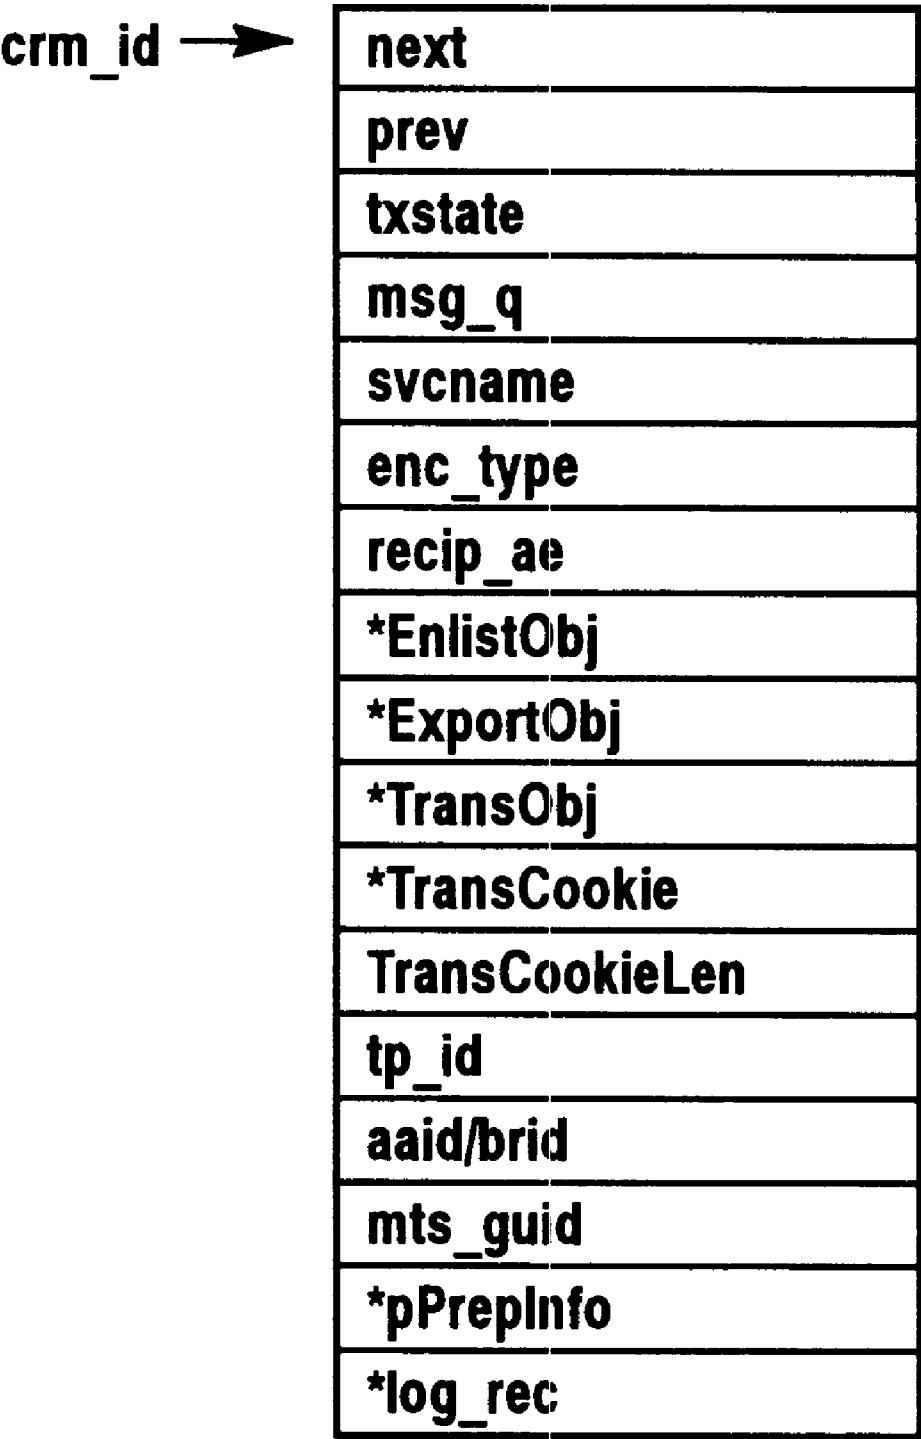 crm_id
next
prev
txstate
msg_q
svcname
enc_type
recip_ae
*EnlistObj
*ExportObj
*TransObj
*TransCookie
TransCookieLen
tp_id
aaid/brid
mts_guid
*pPrepInfo
*log_rec